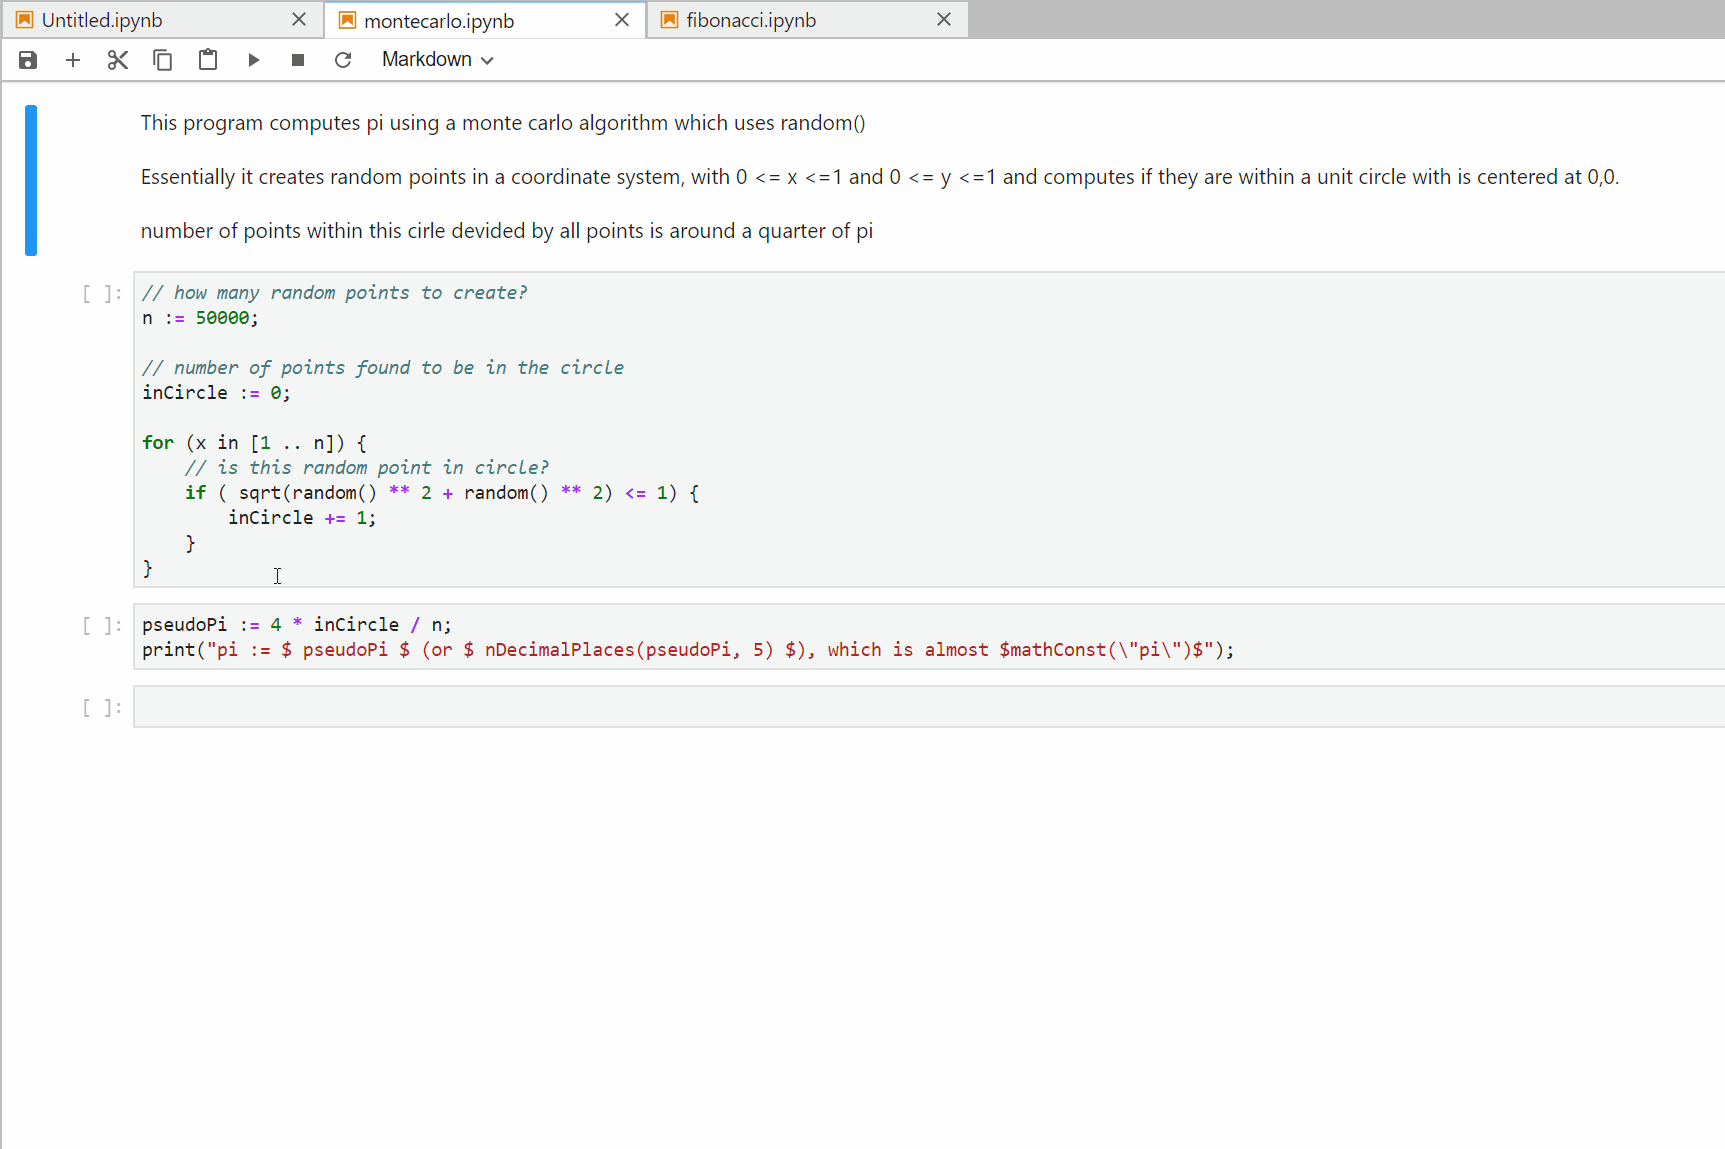 Untitled.ipynb
montecarlo.ipynb
fibonacci.ipynb
Markdown
This program computes pi using a monte carlo algorithm which uses random()
Essentially it creates random points in a coordinate system, with 0 <= x <=1 and 0 <= y <=1 and computes if they are within a unit circle with is centered at 0,0.
number of points within this cirle devided by all points is around a quarter of pi
[ ]:
// how many random points to create?
n := 50000;
// number of points found to be in the circle
inCircle := 0;
for (x in [1 .. n]) {
    // is this random point in circle?
    if ( sqrt(random() ** 2 + random() ** 2) <= 1) {
        inCircle += 1;
    }
}
[ ]:
pseudoPi := 4 * inCircle / n;
print("pi := $ pseudoPi $ (or $ nDecimalPlaces(pseudoPi, 5) $), which is almost $mathConst(\"pi\")$");
[ ]: